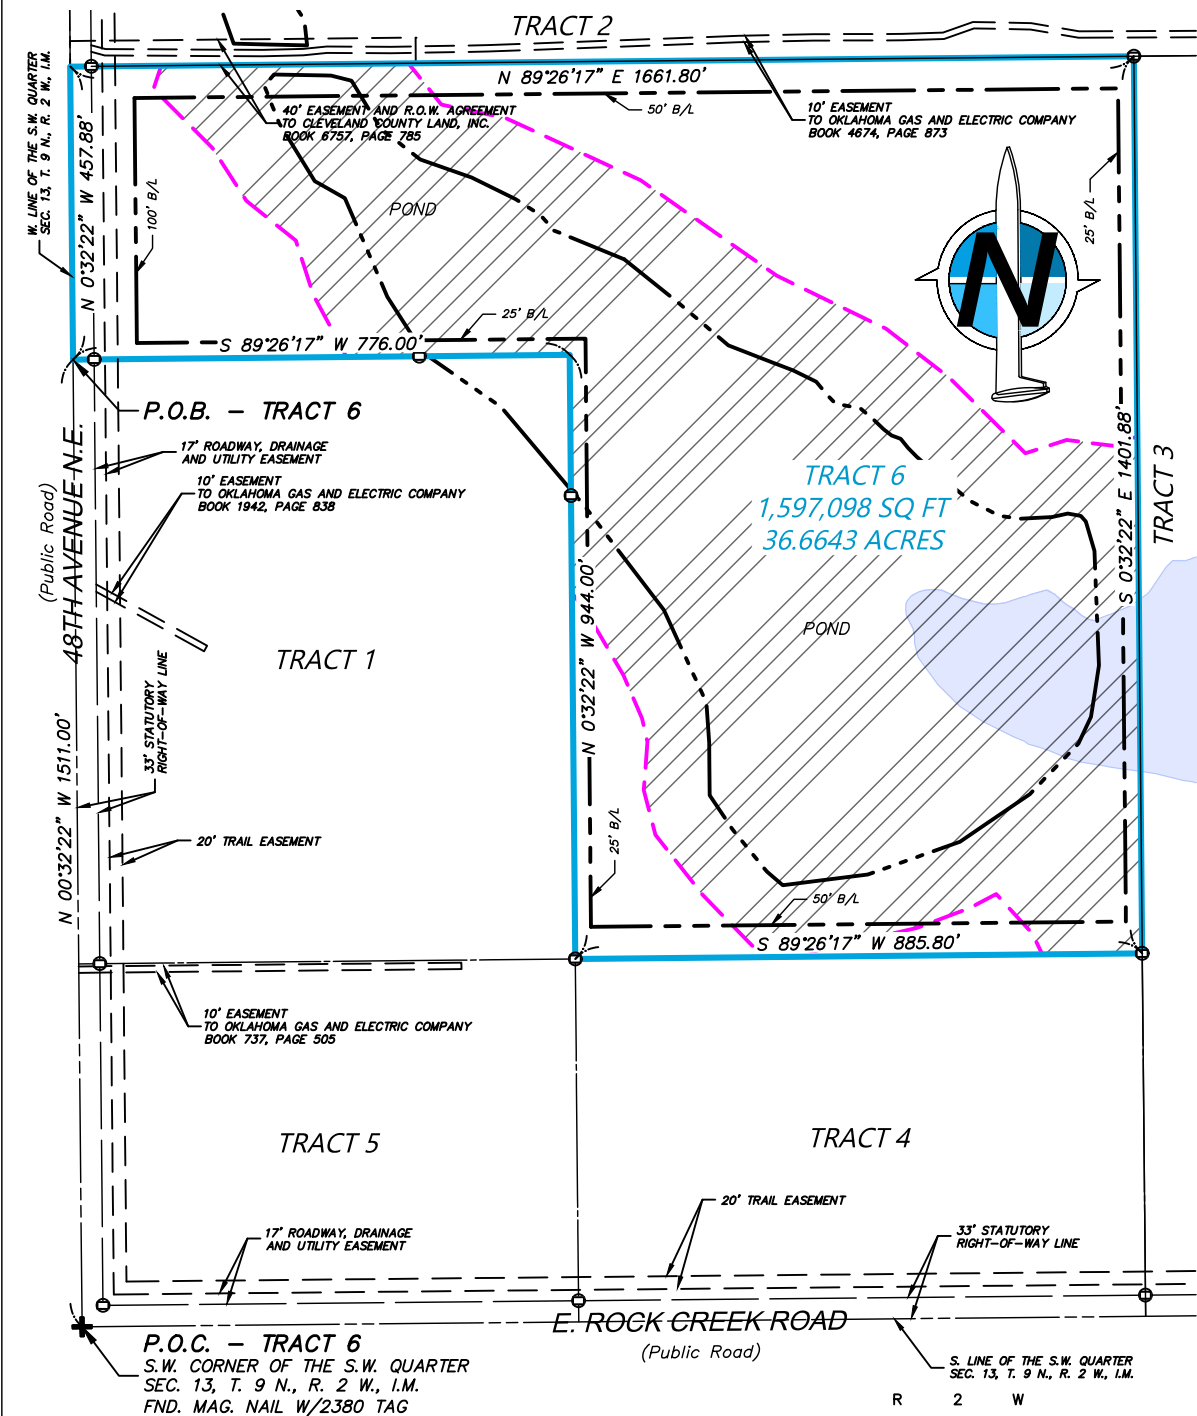 TRACT 2
N 89°26'17" E 1661.80'
50' B/L
40' EASEMENT AND R.O.W. AGREEMENT
TO CLEVELAND COUNTY LAND, INC.
BOOK 6757, PAGE 785
10' EASEMENT
TO OKLAHOMA GAS AND ELECTRIC COMPANY
BOOK 4674, PAGE 873
W. LINE OF THE S.W. QUARTER
SEC. 13, T. 9 N., R. 2 W., I.M.
N 0°32'22" W 457.88'
100' B/L
POND
25' B/L
N
25' B/L
S 89°26'17" W 776.00'
P.O.B. - TRACT 6
17' ROADWAY, DRAINAGE
AND UTILITY EASEMENT
10' EASEMENT
TO OKLAHOMA GAS AND ELECTRIC COMPANY
BOOK 1942, PAGE 838
48TH AVENUE N.E.
(Public Road)
TRACT 6
1,597,098 SQ FT
36.6643 ACRES
S 0°32'22" E 1401.88'
TRACT 3
N 0°32'22" W 944.00'
POND
TRACT 1
33' STATUTORY
RIGHT-OF-WAY LINE
N 00°32'22" W 1511.00'
20' TRAIL EASEMENT
25' B/L
50' B/L
S 89°26'17" W 885.80'
10' EASEMENT
TO OKLAHOMA GAS AND ELECTRIC COMPANY
BOOK 737, PAGE 505
TRACT 5
TRACT 4
20' TRAIL EASEMENT
17' ROADWAY, DRAINAGE
AND UTILITY EASEMENT
33' STATUTORY
RIGHT-OF-WAY LINE
E. ROCK CREEK ROAD
(Public Road)
P.O.C. - TRACT 6
S.W. CORNER OF THE S.W. QUARTER
SEC. 13, T. 9 N., R. 2 W., I.M.
FND. MAG. NAIL W/2380 TAG
S. LINE OF THE S.W. QUARTER
SEC. 13, T. 9 N., R. 2 W., I.M.
R 2 W